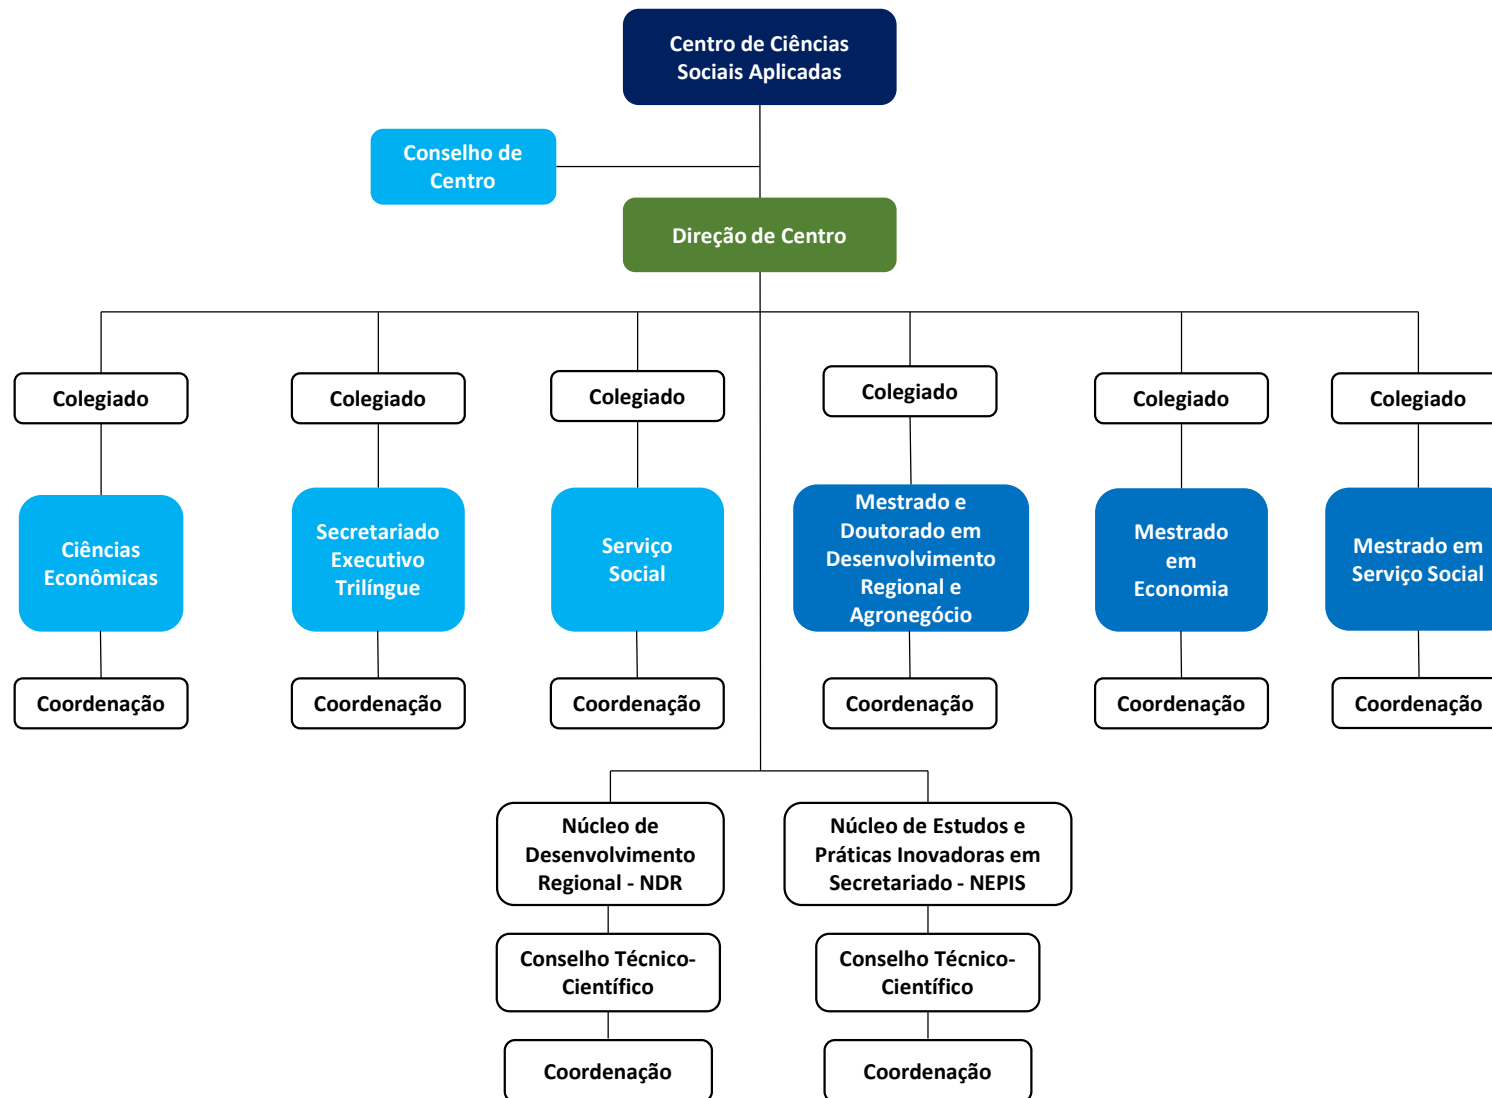 Centro de Ciências
Sociais Aplicadas
Conselho de
Centro
Direção de Centro
Colegiado
Colegiado
Colegiado
Colegiado
Colegiado
Colegiado
Ciências
Econômicas
Secretariado
Executivo
Trilíngue
Serviço
Social
Mestrado e
Doutorado em
Desenvolvimento
Regional e
Agronegócio
Mestrado
em
Economia
Mestrado em
Serviço Social
Coordenação
Coordenação
Coordenação
Coordenação
Coordenação
Coordenação
Núcleo de
Desenvolvimento
Regional - NDR
Núcleo de Estudos e
Práticas Inovadoras em
Secretariado - NEPIS
Conselho Técnico-
Científico
Conselho Técnico-
Científico
Coordenação
Coordenação